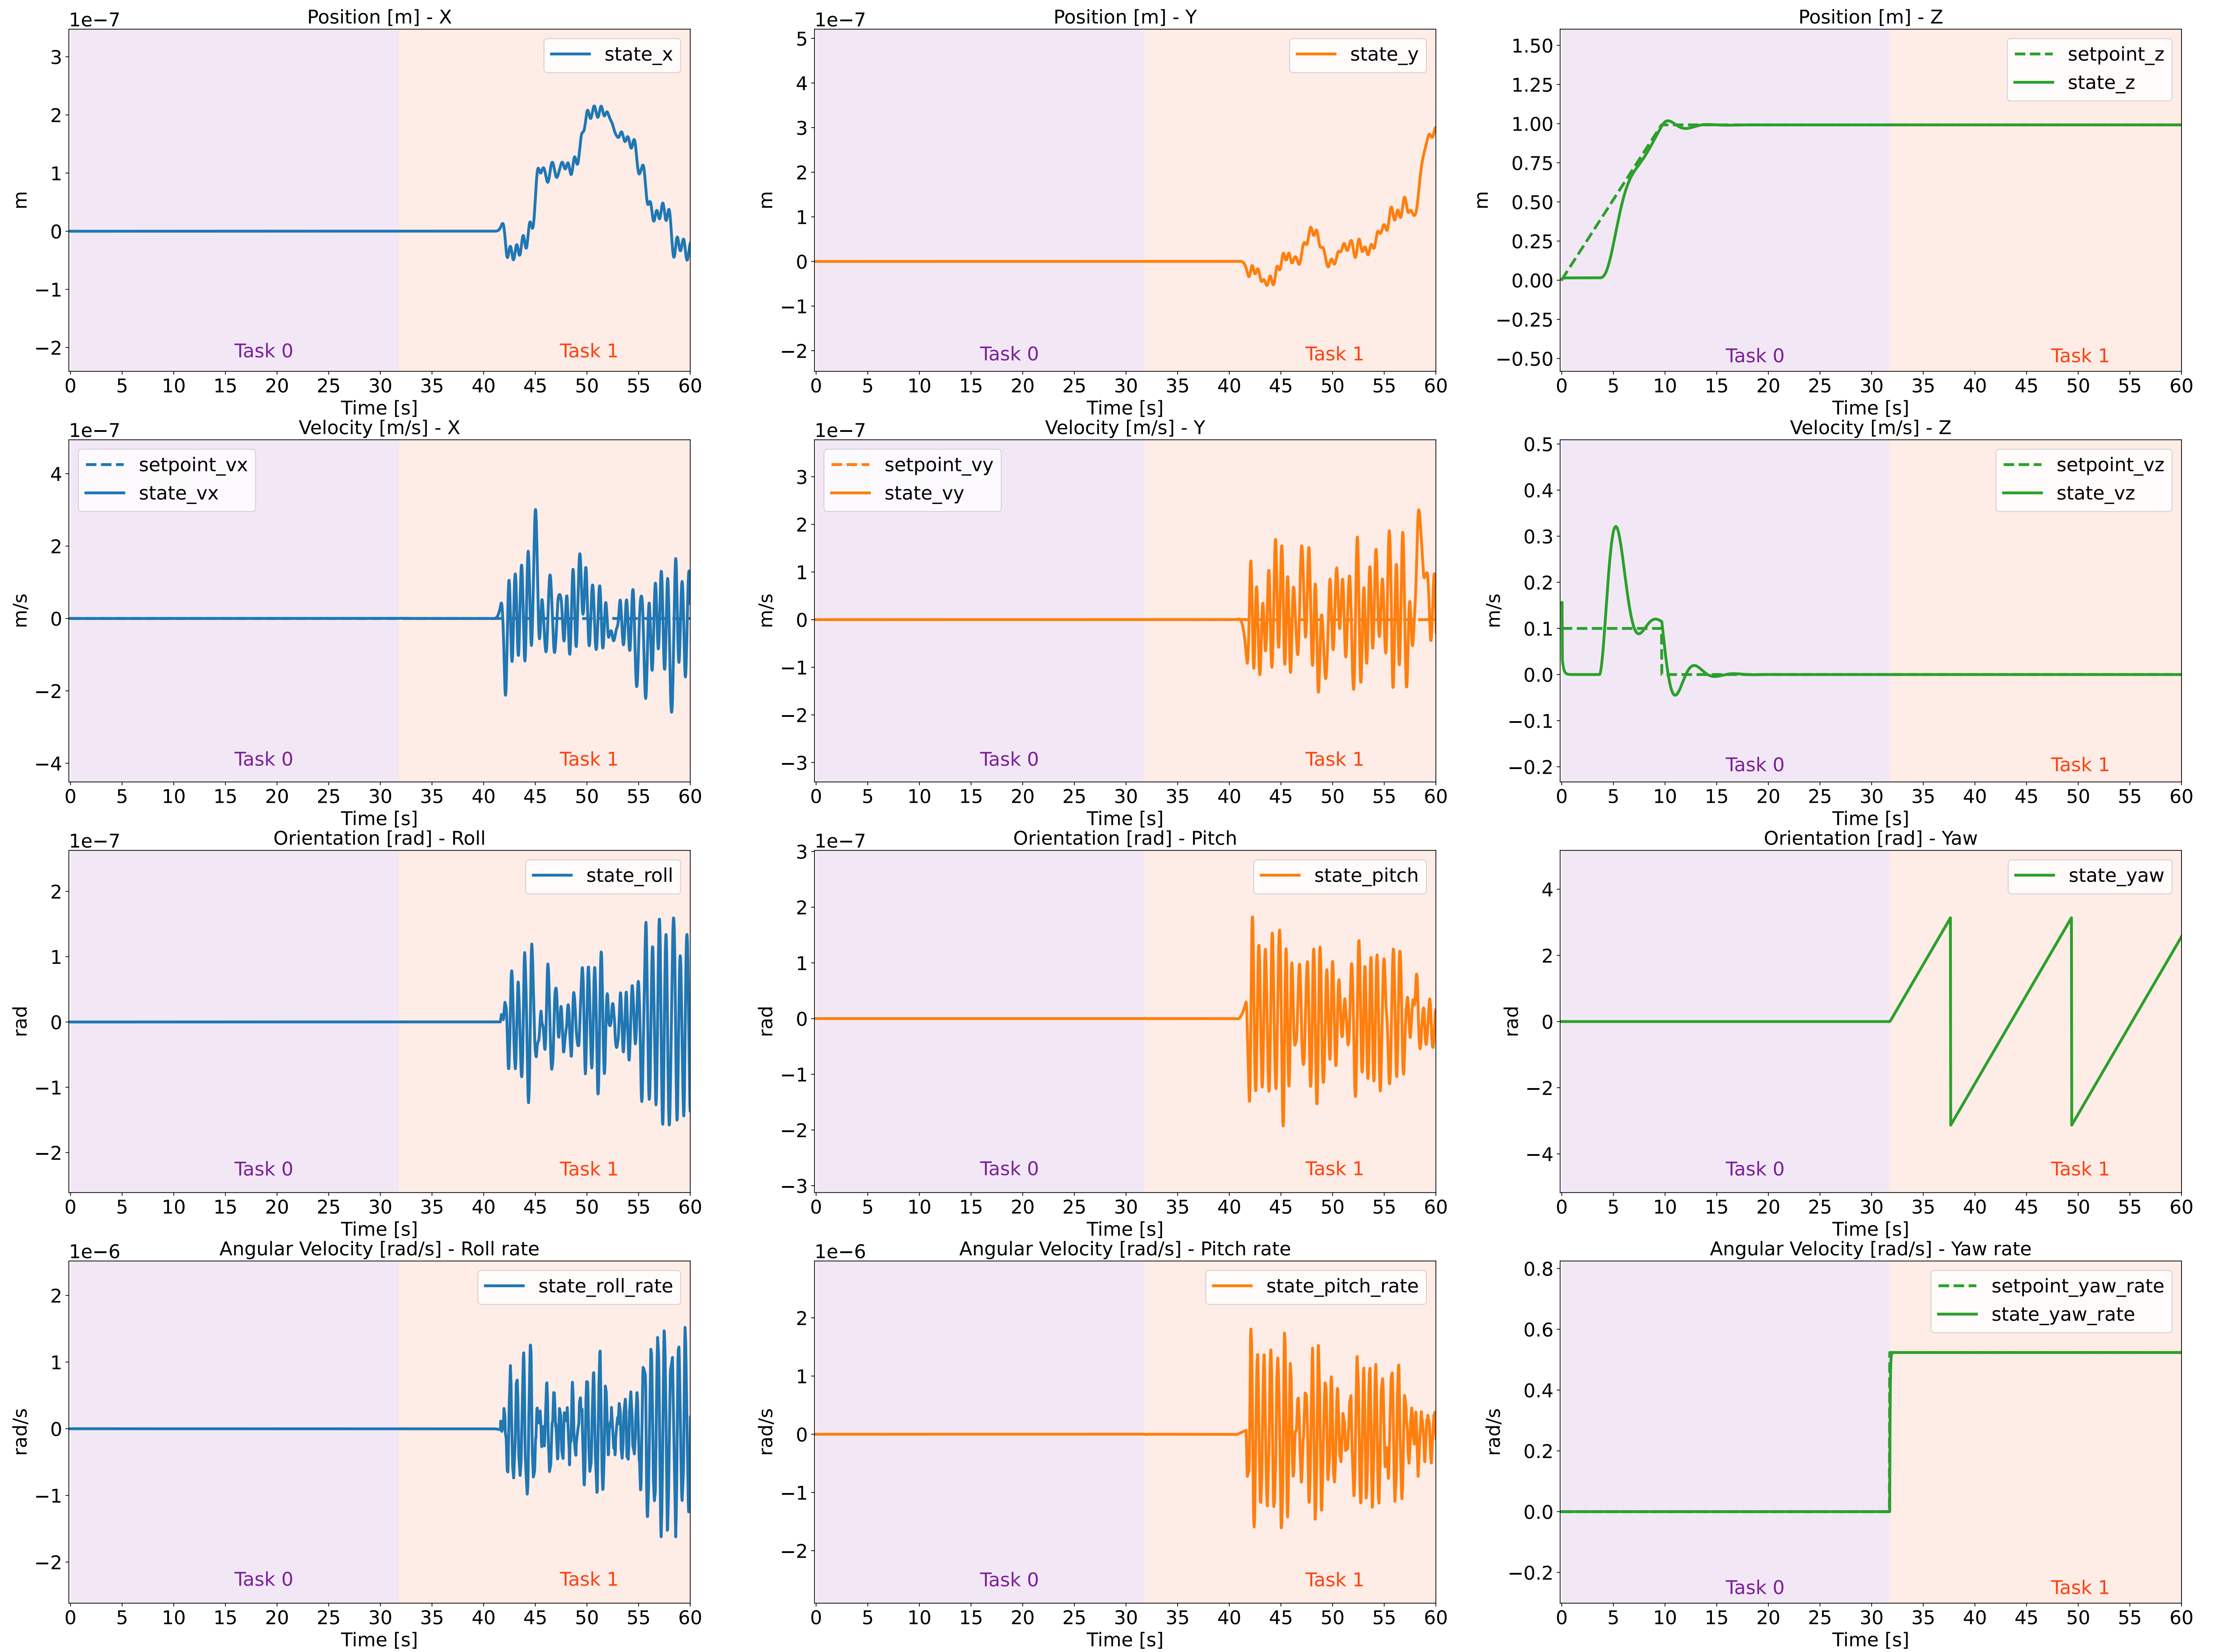 Position [m] - X
1e−7
state_x
3
2
1
0
−1
−2
m
Task 0
Task 1
0 5 10 15 20 25 30 35 40 45 50 55 60
Time [s]
Position [m] - Y
1e−7
state_y
5
4
3
2
1
0
−1
−2
m
Task 0
Task 1
0 5 10 15 20 25 30 35 40 45 50 55 60
Time [s]
Position [m] - Z
setpoint_z
state_z
1.50
1.25
1.00
0.75
0.50
0.25
0.00
−0.25
−0.50
m
Task 0
Task 1
0 5 10 15 20 25 30 35 40 45 50 55 60
Time [s]
Velocity [m/s] - X
1e−7
setpoint_vx
state_vx
4
2
0
−2
−4
m/s
Task 0
Task 1
0 5 10 15 20 25 30 35 40 45 50 55 60
Time [s]
Velocity [m/s] - Y
1e−7
setpoint_vy
state_vy
3
2
1
0
−1
−2
−3
m/s
Task 0
Task 1
0 5 10 15 20 25 30 35 40 45 50 55 60
Time [s]
Velocity [m/s] - Z
setpoint_vz
state_vz
0.5
0.4
0.3
0.2
0.1
0.0
−0.1
−0.2
m/s
Task 0
Task 1
0 5 10 15 20 25 30 35 40 45 50 55 60
Time [s]
Orientation [rad] - Roll
1e−7
state_roll
2
1
0
−1
−2
rad
Task 0
Task 1
0 5 10 15 20 25 30 35 40 45 50 55 60
Time [s]
Orientation [rad] - Pitch
1e−7
state_pitch
3
2
1
0
−1
−2
−3
rad
Task 0
Task 1
0 5 10 15 20 25 30 35 40 45 50 55 60
Time [s]
Orientation [rad] - Yaw
state_yaw
4
2
0
−2
−4
rad
Task 0
Task 1
0 5 10 15 20 25 30 35 40 45 50 55 60
Time [s]
Angular Velocity [rad/s] - Roll rate
1e−6
state_roll_rate
2
1
0
−1
−2
rad/s
Task 0
Task 1
0 5 10 15 20 25 30 35 40 45 50 55 60
Time [s]
Angular Velocity [rad/s] - Pitch rate
1e−6
state_pitch_rate
2
1
0
−1
−2
rad/s
Task 0
Task 1
0 5 10 15 20 25 30 35 40 45 50 55 60
Time [s]
Angular Velocity [rad/s] - Yaw rate
setpoint_yaw_rate
state_yaw_rate
0.8
0.6
0.4
0.2
0.0
−0.2
rad/s
Task 0
Task 1
0 5 10 15 20 25 30 35 40 45 50 55 60
Time [s]